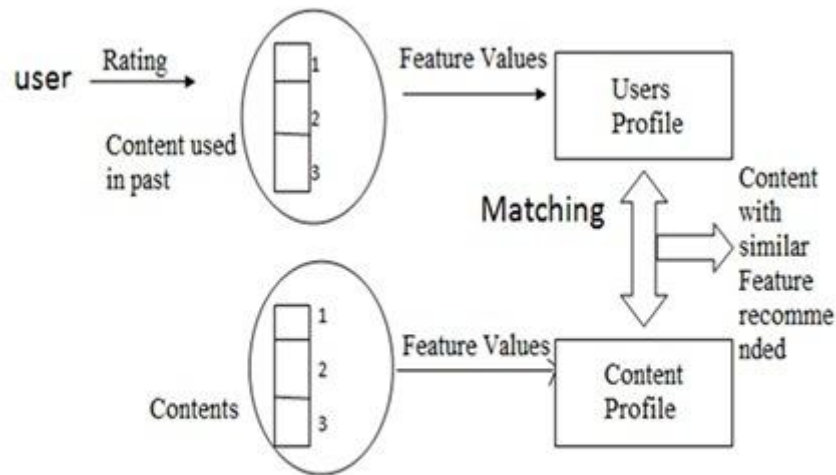 user
Rating
Content used
in past
1
2
3
Feature Values
Users
Profile
Matching
Content
with
similar
Feature
recomme
nded
Contents
1
2
3
Feature Values
Content
Profile